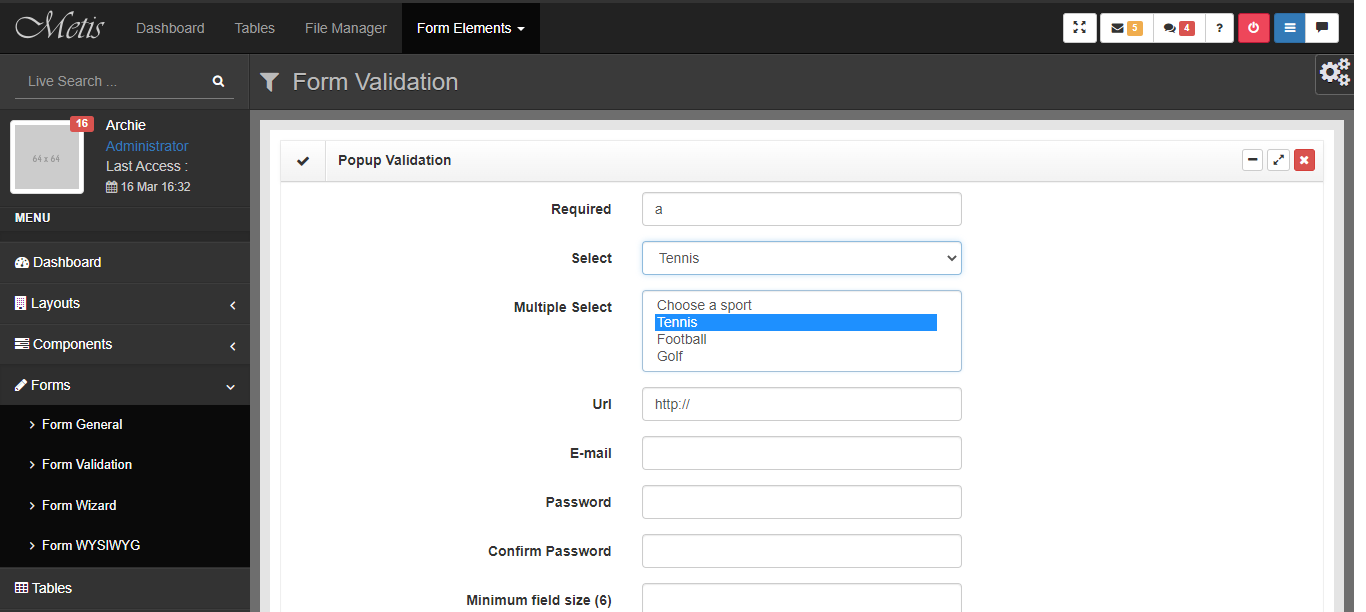 Metis Dashboard Tables File Manager Form Elements 5 4 ?
Live Search ...
Form Validation
16
64 x 64
Archie
Administrator
Last Access :
16 Mar 16:32
MENU
Dashboard
Layouts
Components
Forms
Form General
Form Validation
Form Wizard
Form WYSIWYG
Tables
Popup Validation
Required a
Select Tennis
Multiple Select Choose a sport
Tennis
Football
Golf
Url http://
E-mail
Password
Confirm Password
Minimum field size (6)